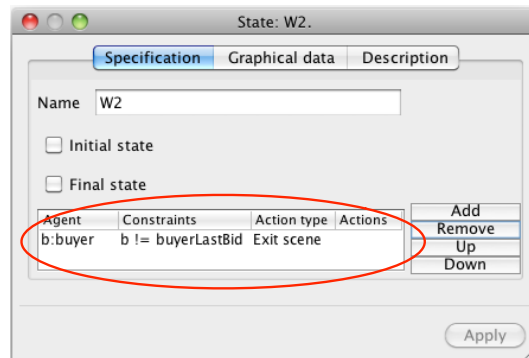 State: W2.
Specification Graphical data Description
Name W2
Initial state
Final state
Agent Constraints Action type Actions
b:buyer b != buyerLastBid Exit scene
Add
Remove
Up
Down
Apply